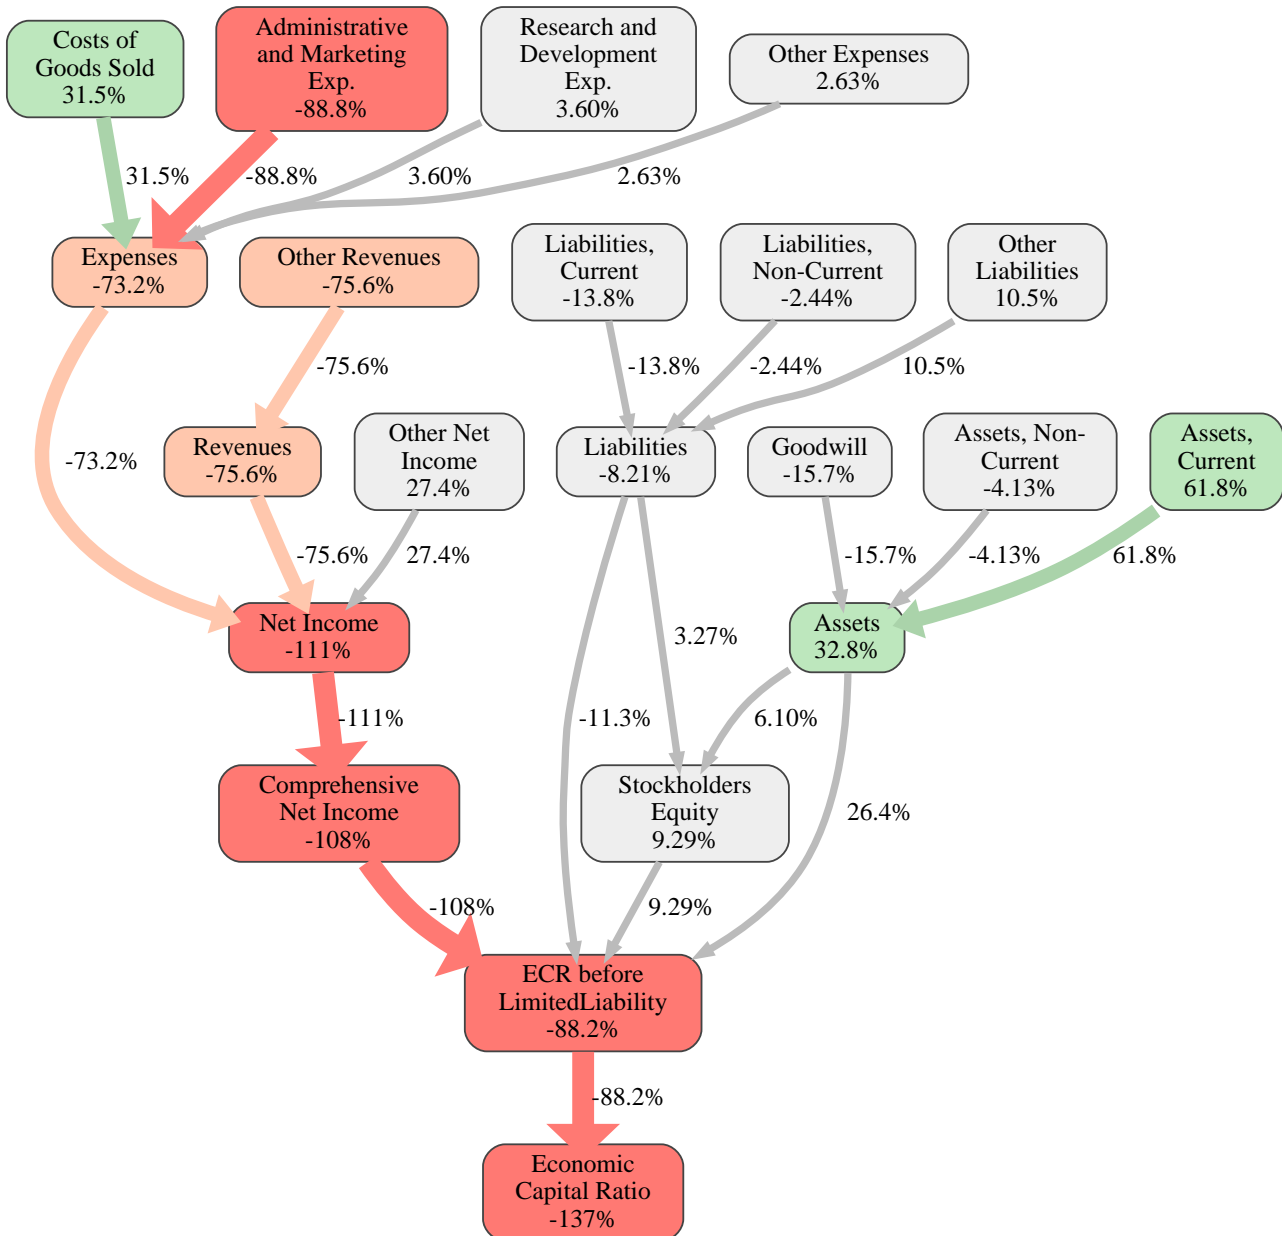 Costs of
Goods Sold
31.5%
Administrative
and Marketing
Exp.
-88.8%
Research and
Development
Exp.
3.60%
Other Expenses
2.63%
31.5%
-88.8%
3.60%
2.63%
Expenses
-73.2%
Other Revenues
-75.6%
Liabilities,
Current
-13.8%
Liabilities,
Non-Current
-2.44%
Other
Liabilities
10.5%
-75.6%
-13.8%
-2.44%
10.5%
-73.2%
Revenues
-75.6%
Other Net
Income
27.4%
Liabilities
-8.21%
Goodwill
-15.7%
Assets, Non-
Current
-4.13%
Assets,
Current
61.8%
-75.6%
27.4%
-15.7%
-4.13%
61.8%
Net Income
-111%
3.27%
Assets
32.8%
-111%
-11.3%
6.10%
Comprehensive
Net Income
-108%
Stockholders
Equity
9.29%
26.4%
-108%
9.29%
ECR before
LimitedLiability
-88.2%
-88.2%
Economic
Capital Ratio
-137%